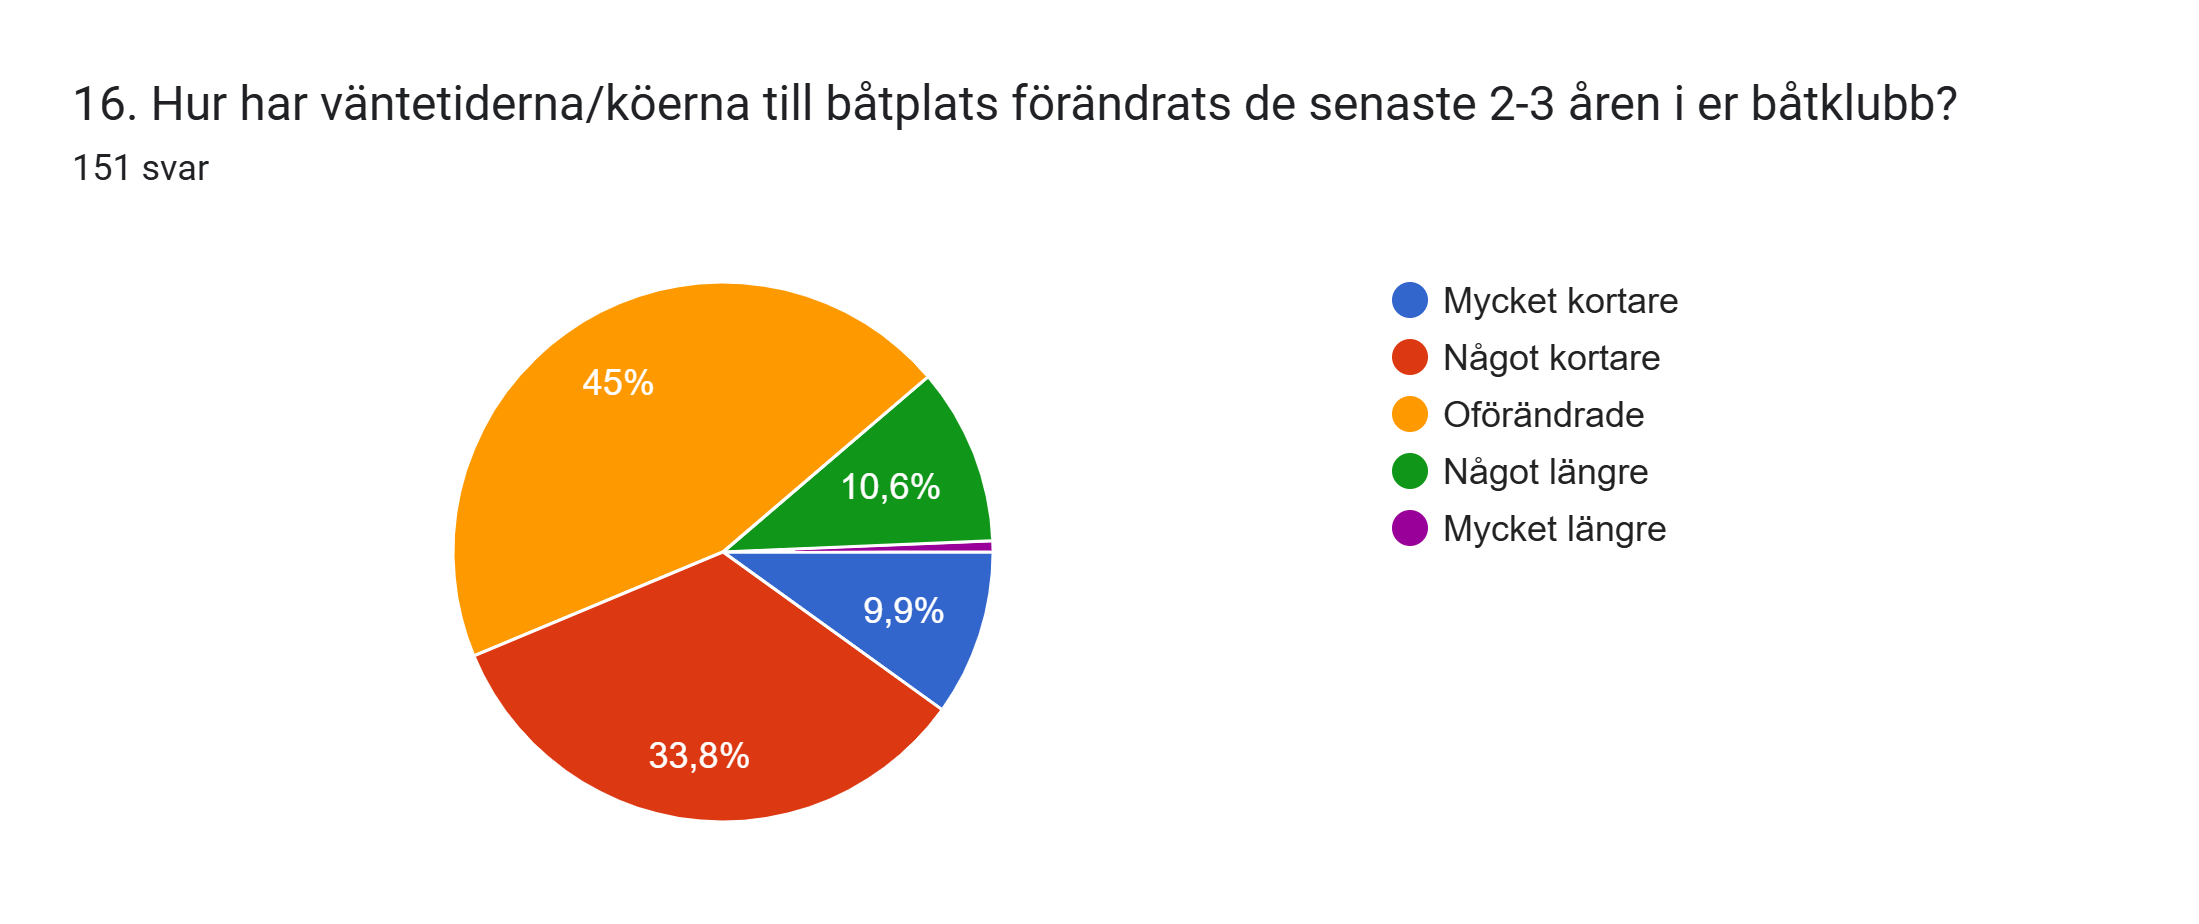 16. Hur har väntetiderna/köerna till båtplats förändrats de senaste 2-3 åren i er båtklubb?
151 svar
Mycket kortare
Något kortare
Oförändrade
Något längre
Mycket längre
45%
10,6%
9,9%
33,8%